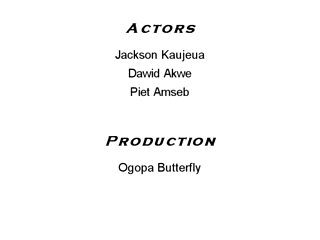 ACTORS
Jackson Kaujeua
Dawid Akwe
Piet Amseb
PRODUCTION
Ogopa Butterfly